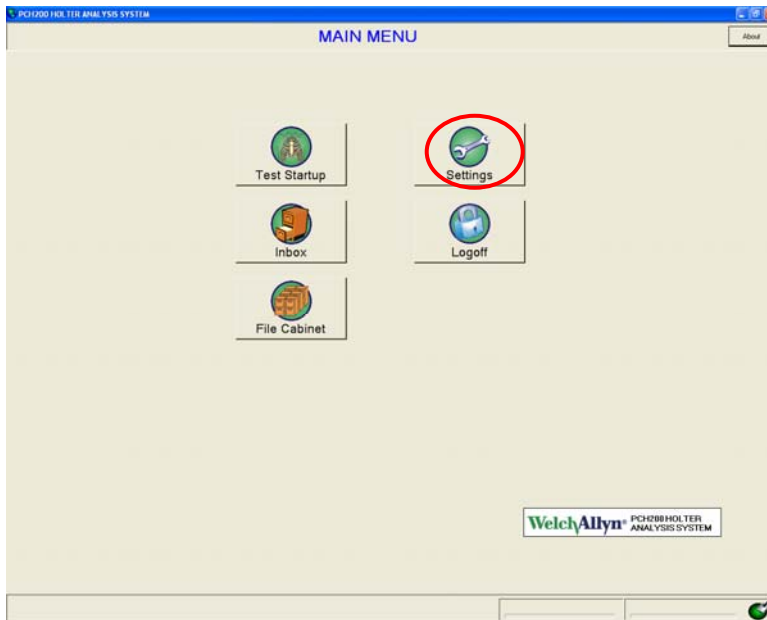 PCH200 HOLTER ANALYSIS SYSTEM
MAIN MENU
About
Test Startup
Settings
Inbox
Logoff
File Cabinet
WelchAllyn® PCH200 HOLTER
ANALYSIS SYSTEM